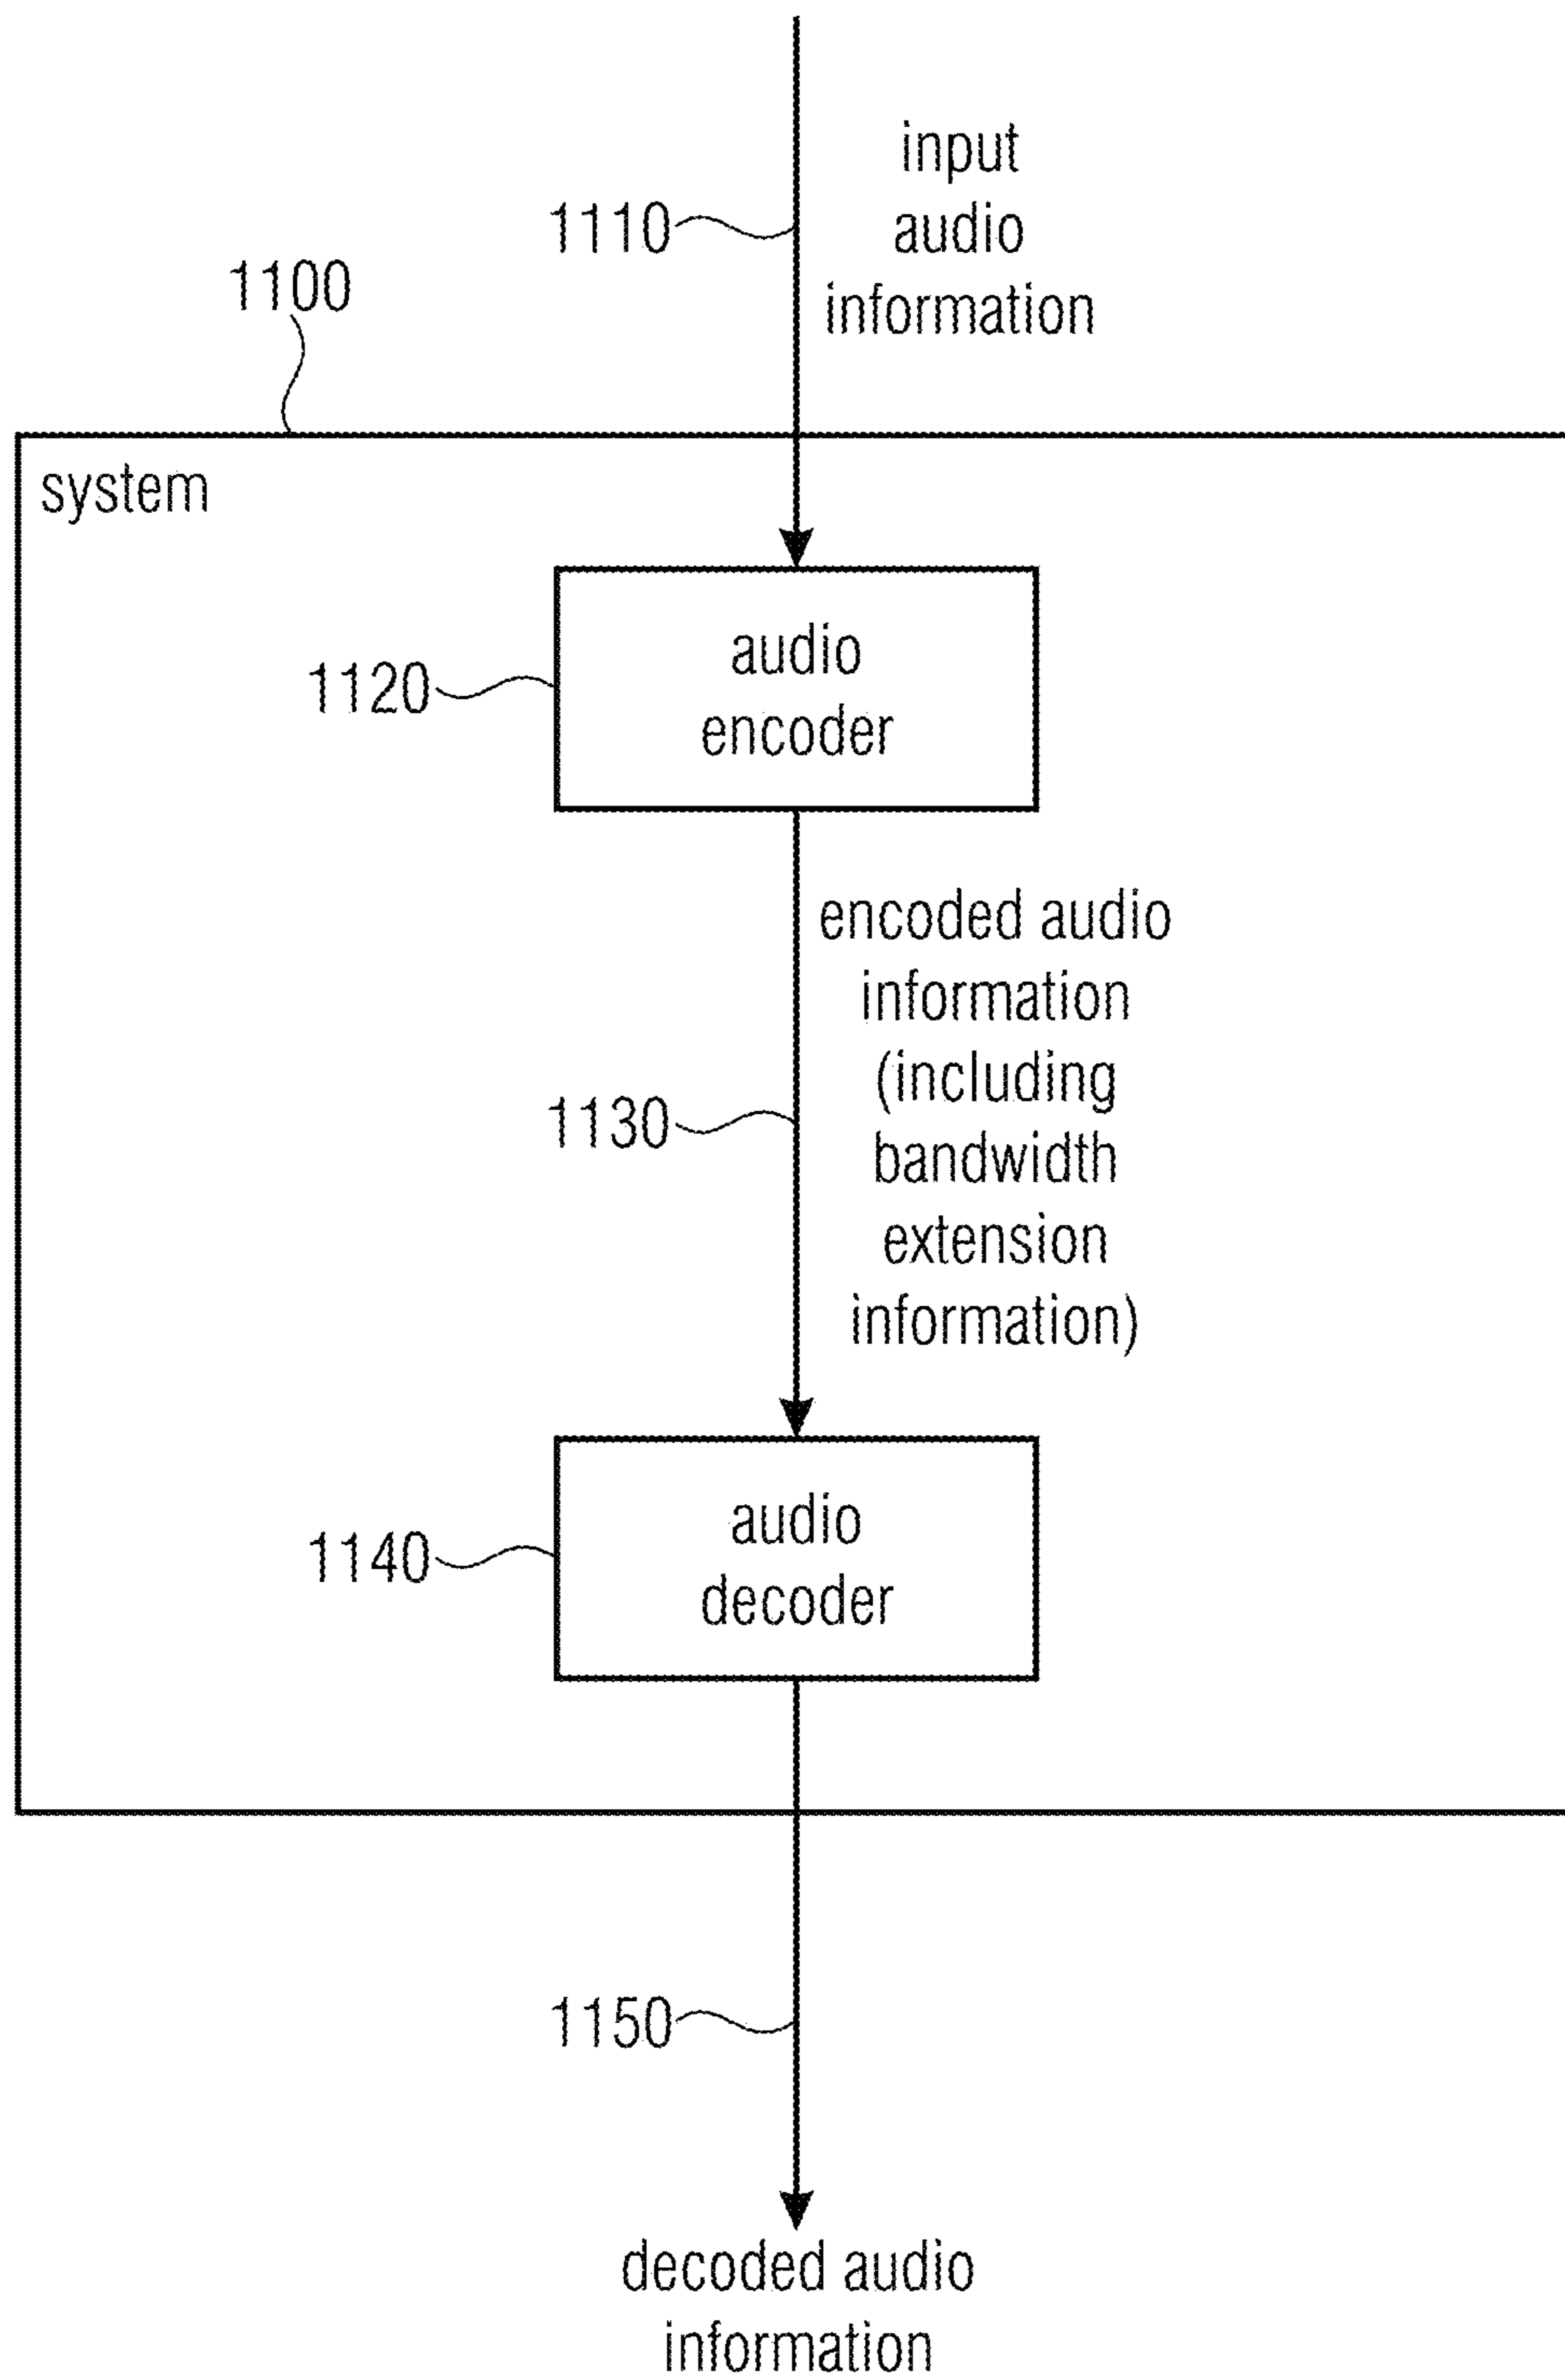 input
audio
information
1110
1100
system
audio
encoder
1120
encoded audio
information
(including
bandwidth
extension
information)
1130
audio
decoder
1140
1150
decoded audio
information